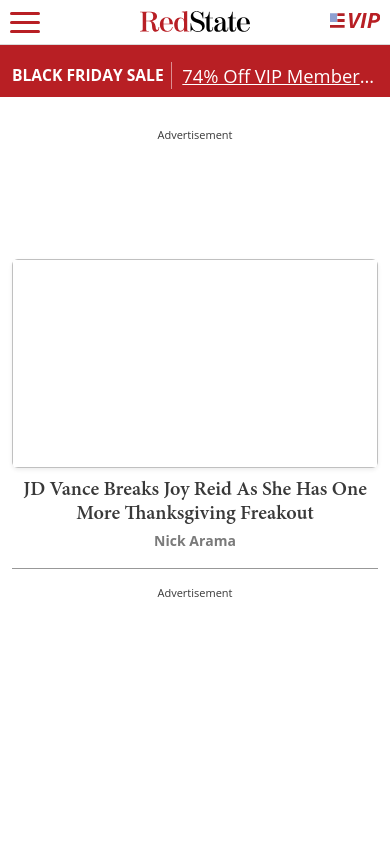 RedState
VIP
BLACK FRIDAY SALE
74% Off VIP Member...
Advertisement
JD Vance Breaks Joy Reid As She Has One
More Thanksgiving Freakout
Nick Arama
Advertisement